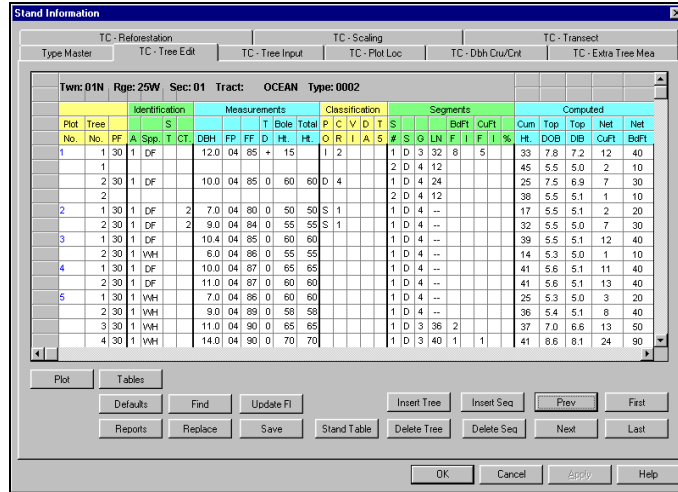 Stand Information
TC - Reforestation TC - Scaling TC - Transect
Type Master TC - Tree Edit TC - Tree Input TC - Plot Loc TC - Dbh Cru/Cnt TC - Extra Tree Mea
Twn: 01N Rge: 25W Sec: 01 Tract: OCEAN Type: 0002
Identification Measurements Classification Segments Computed
S T Bole Total P C V D T S BdFt CuFt Cum Top Top Net Net
Plot Tree
No. No. PF A Spp. T CT. DBH FP FF D Ht. Ht. O R I A S # S G LN F I F I % Ht. DOB DIB CuFt BdFt
1 1 30 1 DF 12.0 04 85 + 15 I 2 1 D 3 32 8 5 33 7.8 7.2 12 40
1 2 D 4 12 45 5.5 5.0 2 10
2 30 1 DF 10.0 04 85 0 60 60 D 4 1 D 4 24 25 7.5 6.9 7 30
2 2 D 4 12 38 5.5 5.1 1 10
2 1 30 1 DF 2 7.0 04 80 0 50 50 S 1 1 D 4 -- 17 5.5 5.1 2 20
2 30 1 DF 2 9.0 04 84 0 55 55 S 1 1 D 4 -- 32 5.5 5.0 7 30
3 1 30 1 DF 10.4 04 85 0 60 60 1 D 4 -- 39 5.5 5.1 12 40
2 30 1 WH 6.0 04 86 0 55 55 1 D 4 -- 14 5.3 5.0 1 10
4 1 30 1 DF 10.0 04 87 0 65 65 1 D 4 -- 41 5.6 5.1 11 40
2 30 1 DF 11.0 04 87 0 60 60 1 D 4 -- 41 5.6 5.1 13 40
5 1 30 1 WH 7.0 04 86 0 60 60 1 D 4 -- 25 5.3 5.0 3 20
2 30 1 WH 9.0 04 89 0 58 58 1 D 4 -- 36 5.4 5.1 8 40
3 30 1 WH 11.0 04 90 0 65 65 1 D 3 36 2 37 7.0 6.6 13 50
4 30 1 WH 14.0 04 90 0 70 70 1 D 3 40 1 1 41 8.6 8.1 24 90
Plot Tables
Defaults Find Update FI Insert Tree Insert Seg Prev First
Reports Replace Save Stand Table Delete Tree Delete Seg Next Last
OK Cancel Apply Help